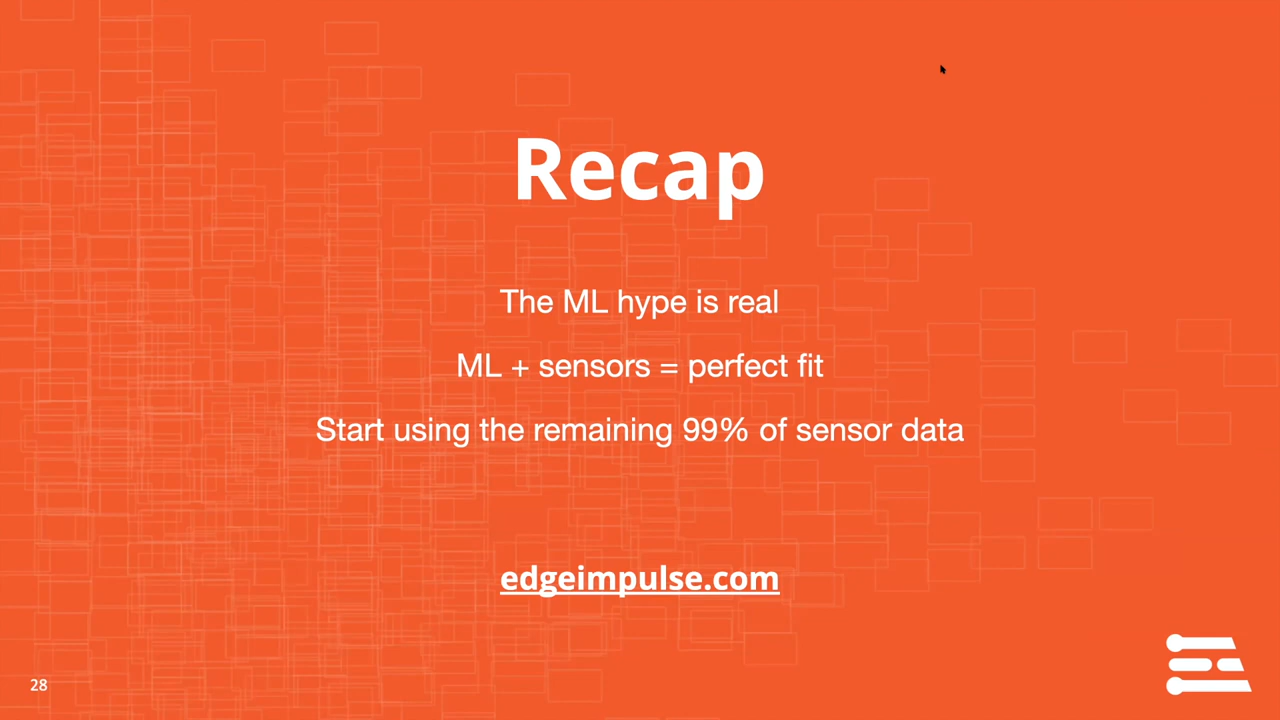 Recap
The ML hype is real
ML + sensors = perfect fit
Start using the remaining 99% of sensor data
edgeimpulse.com
28